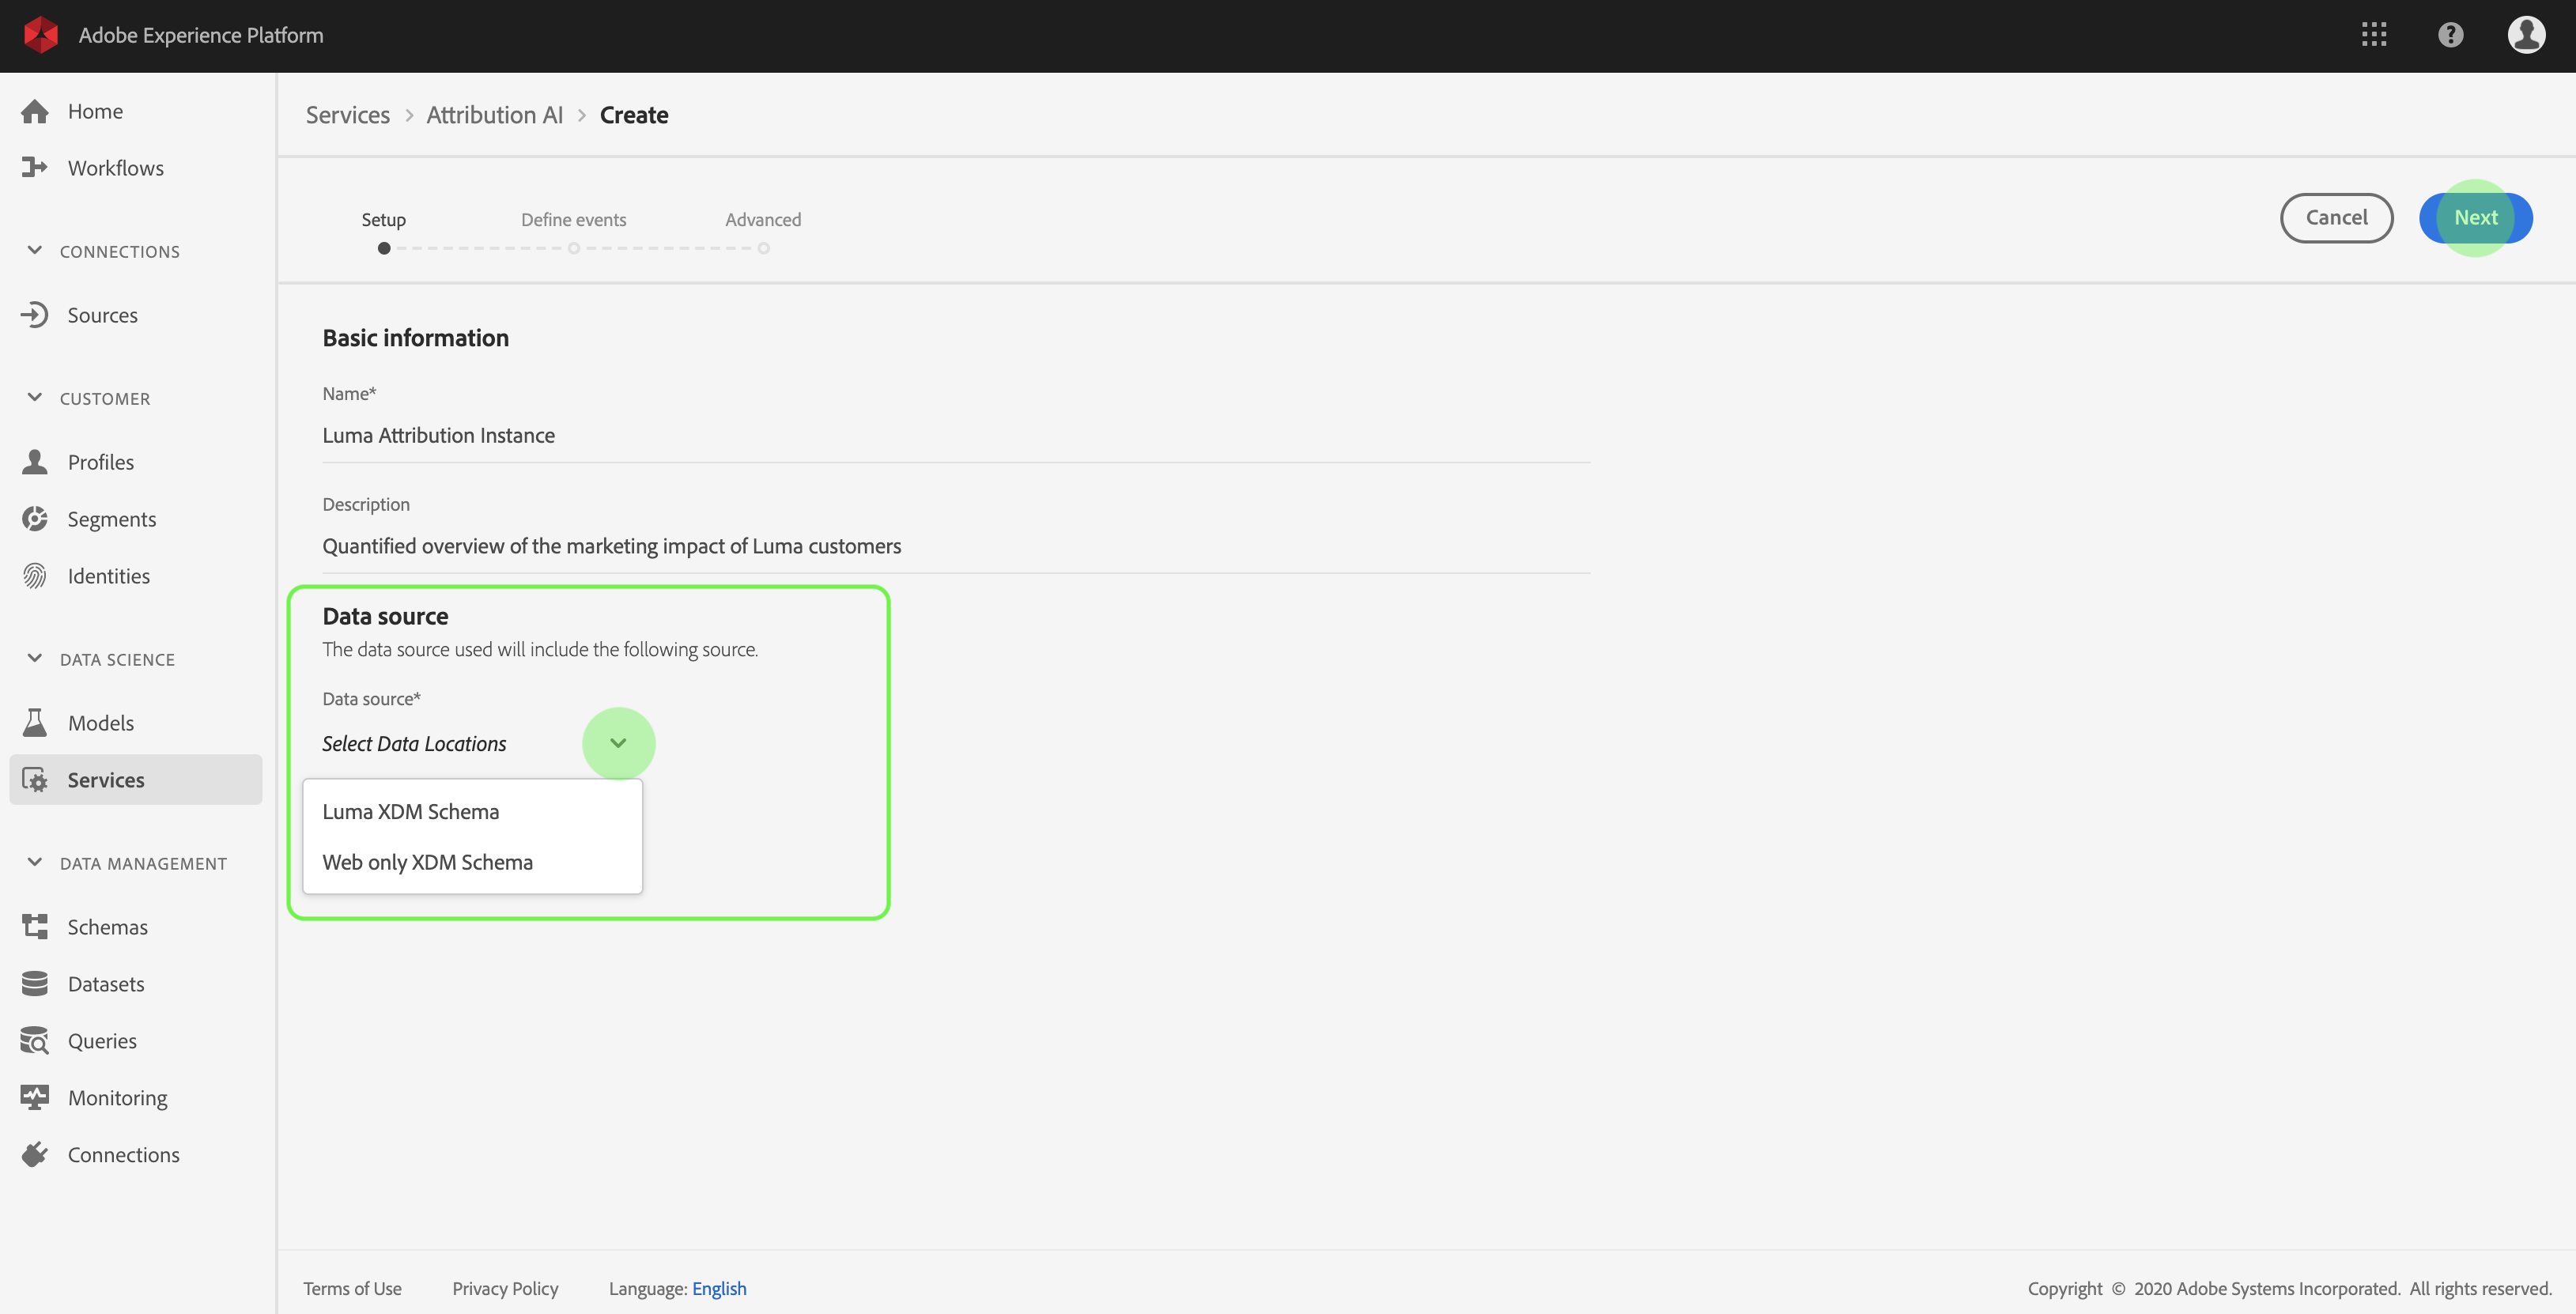 Adobe Experience Platform
Home
Workflows
CONNECTIONS
Sources
CUSTOMER
Profiles
Segments
Identities
DATA SCIENCE
Models
Services
DATA MANAGEMENT
Schemas
Datasets
Queries
Monitoring
Connections
Services > Attribution AI > Create
Setup Define events Advanced
Cancel Next
Basic information
Name*
Luma Attribution Instance
Description
Quantified overview of the marketing impact of Luma customers
Data source
The data source used will include the following source.
Data source*
Select Data Locations
Luma XDM Schema
Web only XDM Schema
Terms of Use Privacy Policy Language: English Copyright © 2020 Adobe Systems Incorporated. All rights reserved.